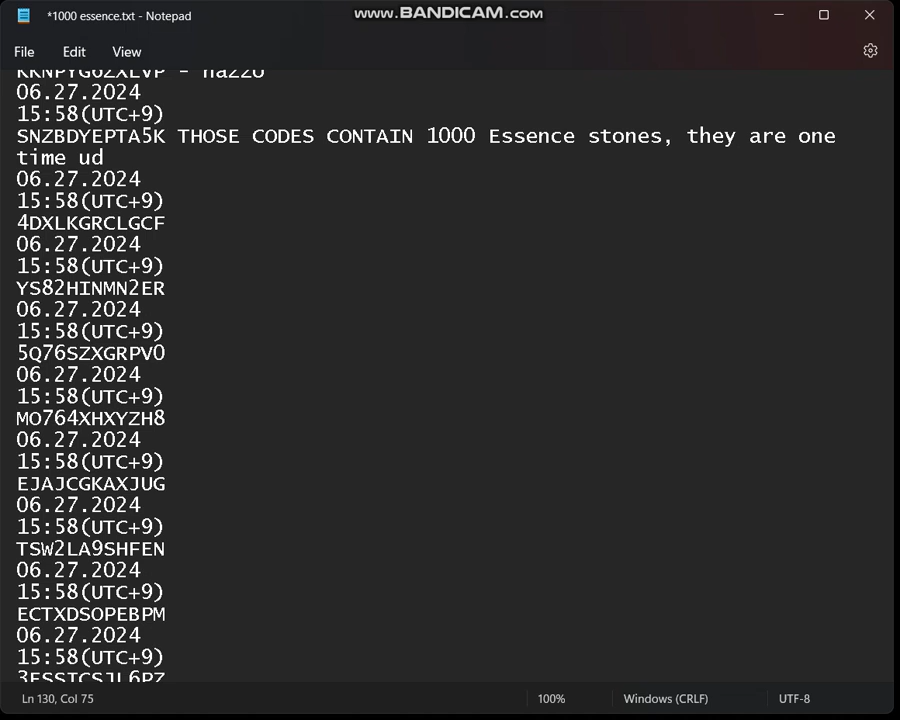 *1000 essence.txt - Notepad
www.BANDICAM.com
File Edit View
KKNPYG6ZXLVP - hazzo
06.27.2024
15:58(UTC+9)
SNZBDYEPTA5K THOSE CODES CONTAIN 1000 Essence stones, they are one
time ud
06.27.2024
15:58(UTC+9)
4DXLKGRCLGCF
06.27.2024
15:58(UTC+9)
YS82HINMN2ER
06.27.2024
15:58(UTC+9)
5Q76SZXGRPV0
06.27.2024
15:58(UTC+9)
MO764XHXYZH8
06.27.2024
15:58(UTC+9)
EJAJCGKAXJUG
06.27.2024
15:58(UTC+9)
TSW2LA9SHFEN
06.27.2024
15:58(UTC+9)
ECTXDSOPEBPM
06.27.2024
15:58(UTC+9)
Ln 130, Col 75
100%
Windows (CRLF)
UTF-8